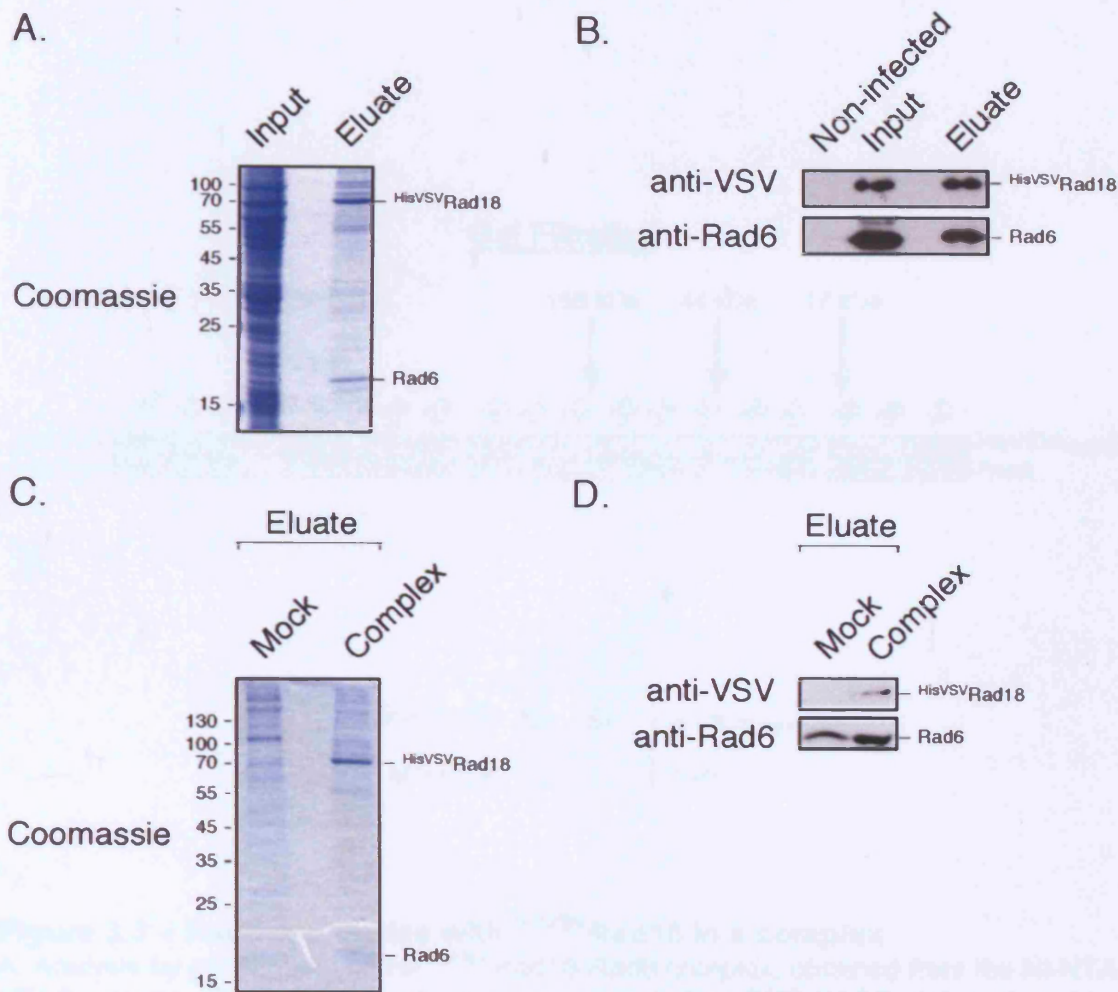 A.
Input
Eluate
100
70
55
45
35
25
15
HisVSVRad18
Rad6
Coomassie
B.
Non-infected
Input
Eluate
anti-VSV
HisVSVRad18
anti-Rad6
Rad6
C.
Eluate
Mock
Complex
130
100
70
55
45
35
25
15
HisVSVRad18
Rad6
Coomassie
D.
Eluate
Mock
Complex
anti-VSV
HisVSVRad18
anti-Rad6
Rad6